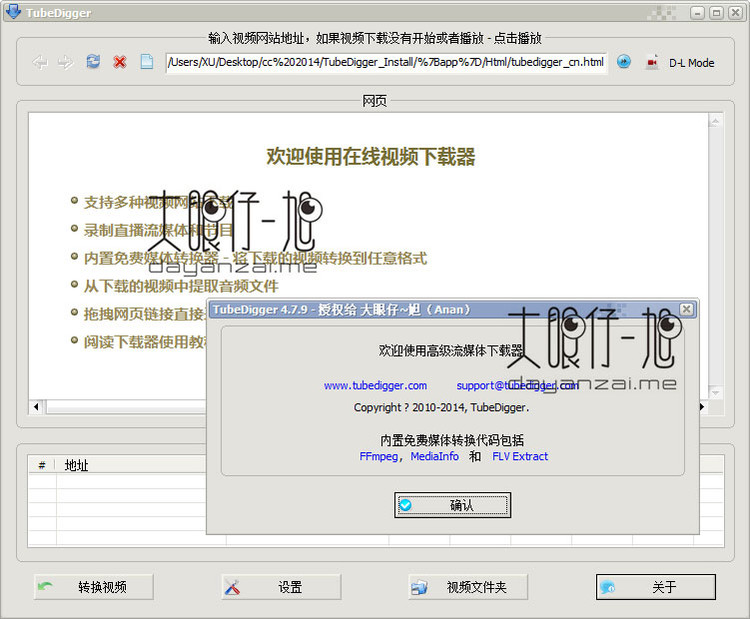 TubeDigger
输入视频网站地址，如果视频下载没有开始或者播放 - 点击播放
/Users/XU/Desktop/cc%202014/TubeDigger_Install/%7Bapp%7D/Html/tubedigger_cn.html
D-L Mode
网页
欢迎使用在线视频下载器
支持多种视频网站下载
录制直播流媒体和节目
大眼仔~旭
内置免费媒体转换器 - 将下载的视频转换到任意格式
dayanzai.me
从下载的视频中提取音频文件
拖拽网页链接直接
阅读下载器使用教
TubeDigger 4.7.9 - 授权给 大眼仔~旭（Anan）
大眼仔~旭
欢迎使用高级流媒体下载器
dayanzai.me
www.tubedigger.com support@tubedigger.com
Copyright ? 2010-2014, TubeDigger.
内置免费媒体转换代码包括
FFmpeg, MediaInfo 和 FLV Extract
确认
# 地址
转换视频 设置 视频文件夹 关于